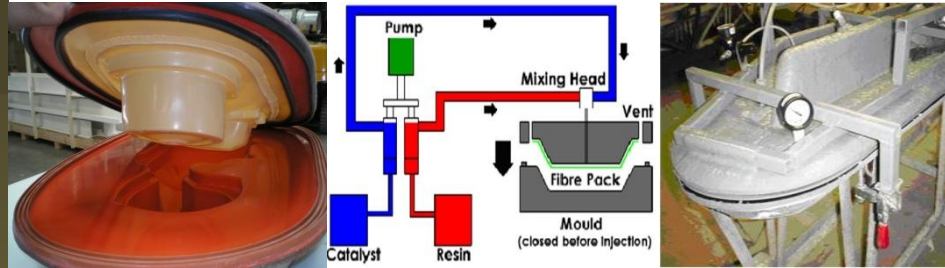 Pump
Mixing Head
Vent
Fibre Pack
Mould
(closed before injection)
Catalyst
Resin